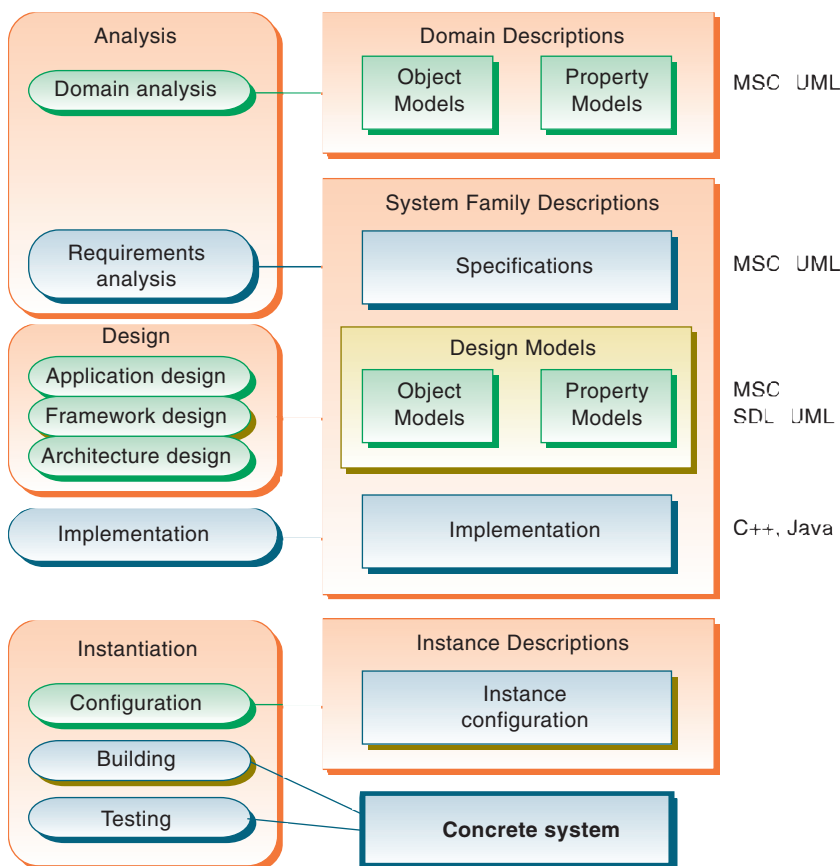 Analysis
Domain analysis
Requirements
analysis
Domain Descriptions
Object
Models
Property
Models
MSC UML
System Family Descriptions
Specifications
MSC UML
Design
Application design
Framework design
Architecture design
Design Models
Object
Models
Property
Models
MSC
SDL UML
Implementation
Implementation
C++, Java
Instantiation
Configuration
Building
Testing
Instance Descriptions
Instance
configuration
Concrete system